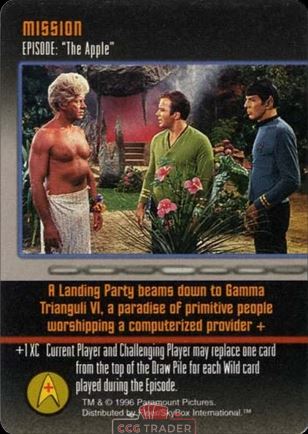 MISSION
EPISODE: "The Apple"
A Landing Party beams down to Gamma
Trianguli VI, a paradise of primitive people
worshipping a computerized provider +
+1 XC Current Player and Challenging Player may replace one card
from the top of the Draw Pile for each Wild card
played during the Episode.
TM & © 1996 Paramount Pictures.
Distributed by SkyBox International.™
CCG TRADER